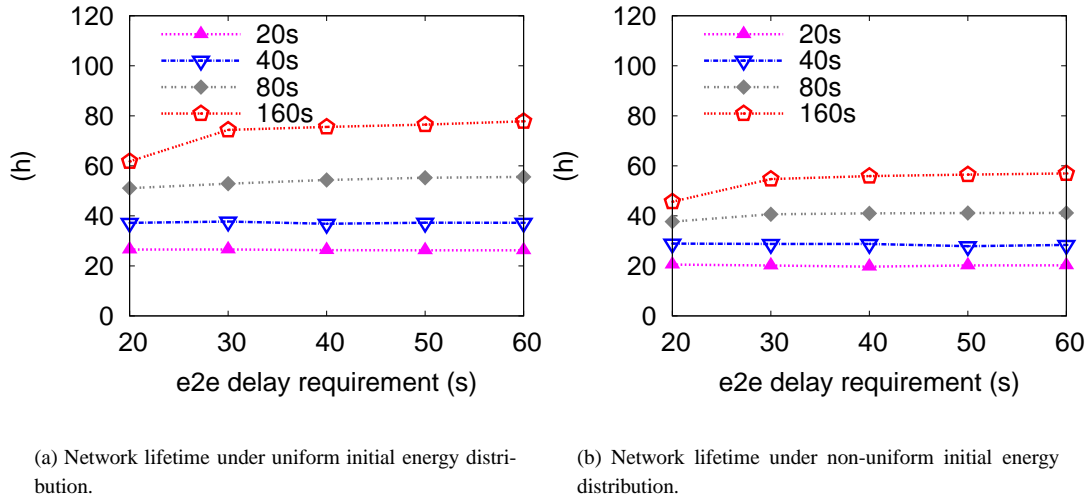 120
100
80
60
40
20
0
(h)
20s
40s
80s
160s
20 30 40 50 60
e2e delay requirement (s)
120
100
80
60
40
20
0
(h)
20s
40s
80s
160s
20 30 40 50 60
e2e delay requirement (s)
(a) Network lifetime under uniform initial energy distri-
bution.
(b) Network lifetime under non-uniform initial energy
distribution.